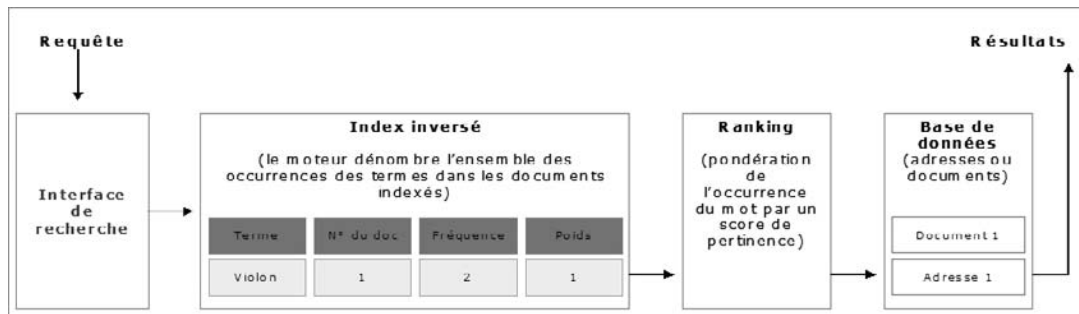 Requête
Résultats
Interface
de
recherche
Index inversé
(le moteur dénombre l'ensemble des
occurrences des termes dans les documents
indexés)
Terme
N° du doc
Fréquence
Poids
Violon
1
2
1
Ranking
(pondération
de
l'occurrence
du mot par un
score de
pertinence)
Base de
données
(adresses ou
documents)
Document 1
Adresse 1